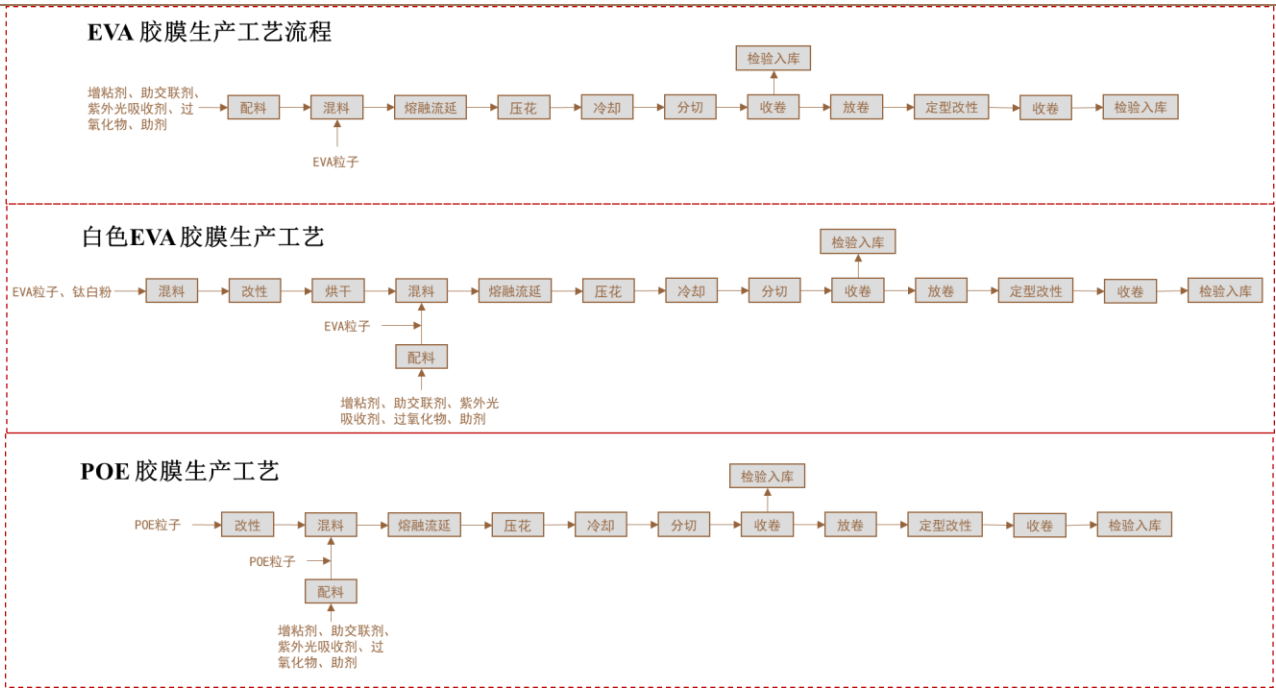 EVA 胶膜生产工艺流程
检验入库
增粘剂、助交联剂、
紫外光吸收剂、过
氧化物、助剂
配料
混料
熔融流延
压花
冷却
分切
收卷
放卷
定型改性
收卷
检验入库
EVA粒子
白色EVA 胶膜生产工艺
检验入库
EVA粒子、钛白粉
混料
改性
烘干
混料
熔融流延
压花
冷却
分切
收卷
放卷
定型改性
收卷
检验入库
EVA粒子
配料
增粘剂、助交联剂、紫外光
吸收剂、过氧化物、助剂
POE 胶膜生产工艺
检验入库
POE粒子
改性
混料
熔融流延
压花
冷却
分切
收卷
放卷
定型改性
收卷
检验入库
POE粒子
配料
增粘剂、助交联剂、
紫外光吸收剂、过
氧化物、助剂